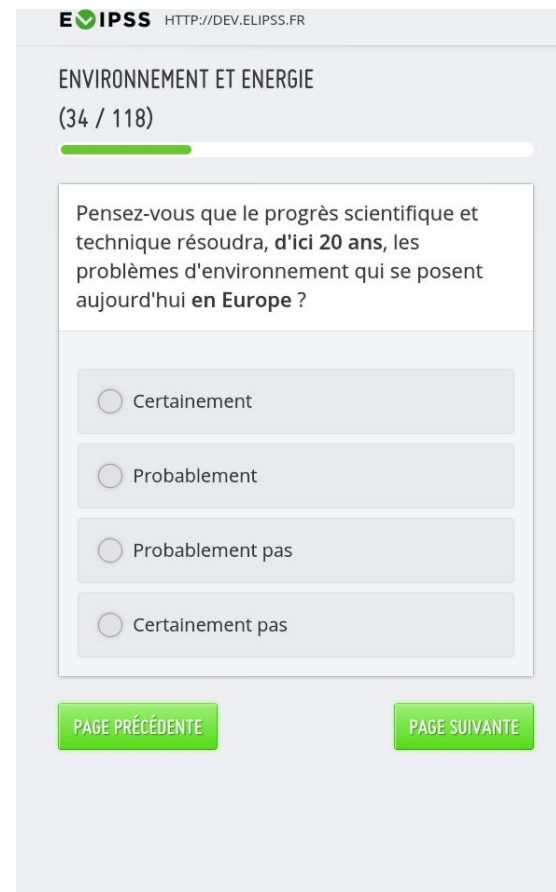 ELIPSS HTTP://DEV.ELIPSS.FR
ENVIRONNEMENT ET ENERGIE
(34 / 118)
Pensez-vous que le progrès scientifique et
technique résoudra, d'ici 20 ans, les
problèmes d'environnement qui se posent
aujourd'hui en Europe ?
Certainement
Probablement
Probablement pas
Certainement pas
PAGE PRÉCÉDENTE PAGE SUIVANTE